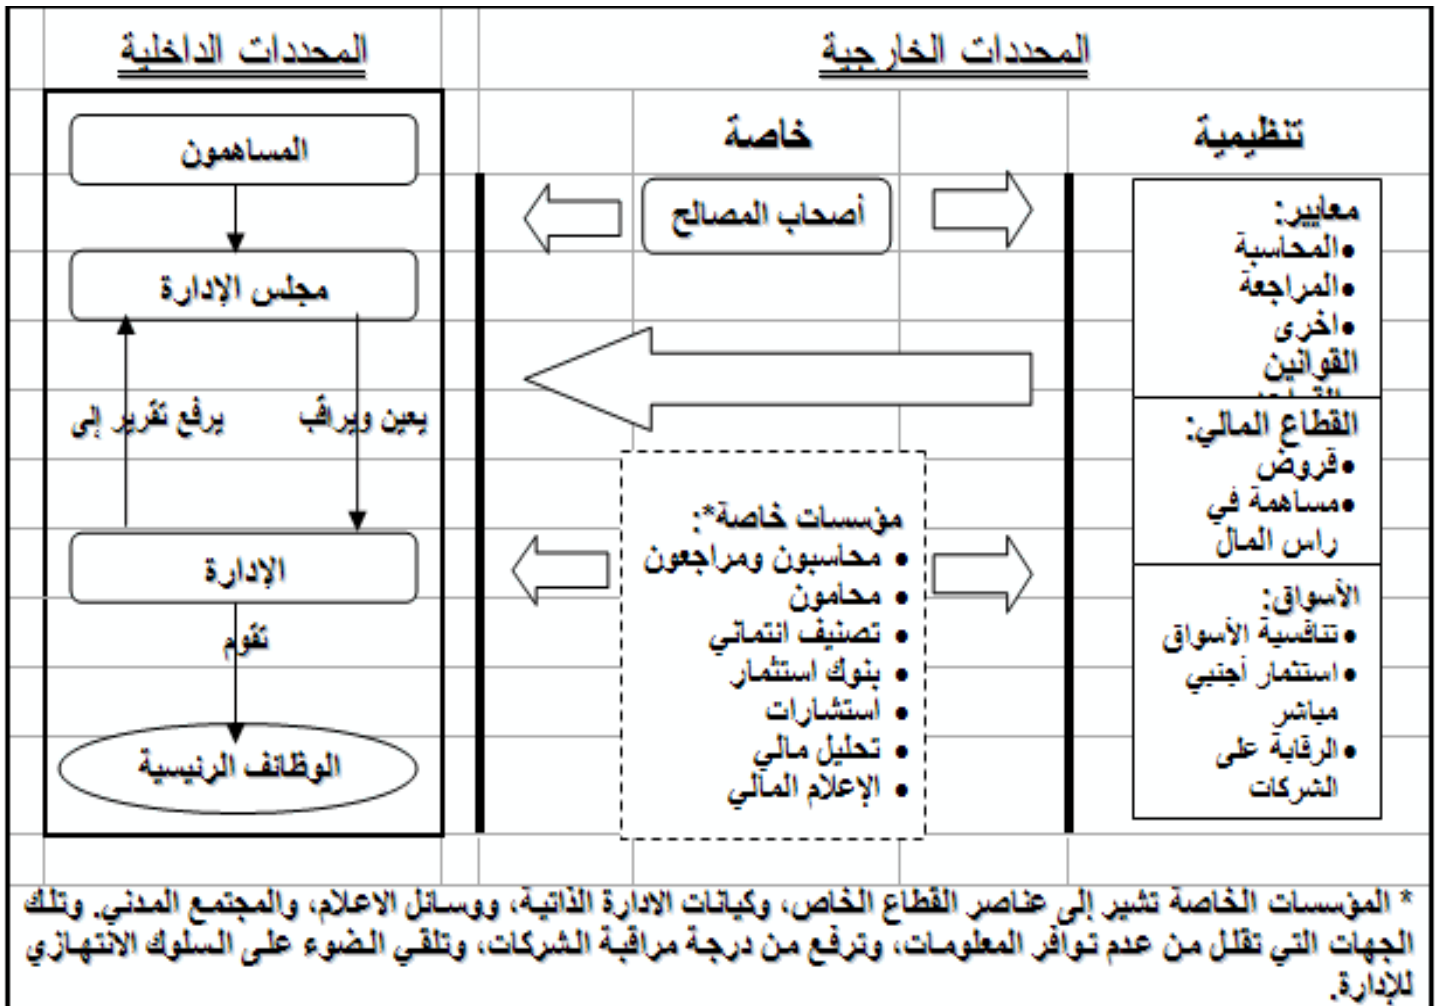 المحددات الخارجية
المحددات الداخلية
تنظيمية
خاصة
معايير:
•المحاسبة
•المراجعة
•اخرى
القوانين
القطاع المالي:
•قروض
•مساهمة في
راس المال
الأسواق:
•تنافسية الأسواق
•استثمار أجنبي
مباشر
•الرقابة على
الشركات
أصحاب المصالح
مؤسسات خاصة*:
• محاسبون ومراجعون
• محامون
• تصنيف ائتماني
• بنوك استثمار
• استشارات
• تحليل مالي
• الإعلام المالي
المساهمون
مجلس الإدارة
يعين ويراقب
يرفع تقرير إلى
الإدارة
تقوم
الوظائف الرئيسية
* المؤسسات الخاصة تشير إلى عناصر القطاع الخاص، وكيانات الادارة الذاتية، ووسائل الاعلام، والمجتمع المدني. وتلك
الجهات التي تقلل من عدم توافر المعلومات، وترفع من درجة مراقبة الشركات، وتلقي الضوء على السلوك الانتهازي
للإدارة.